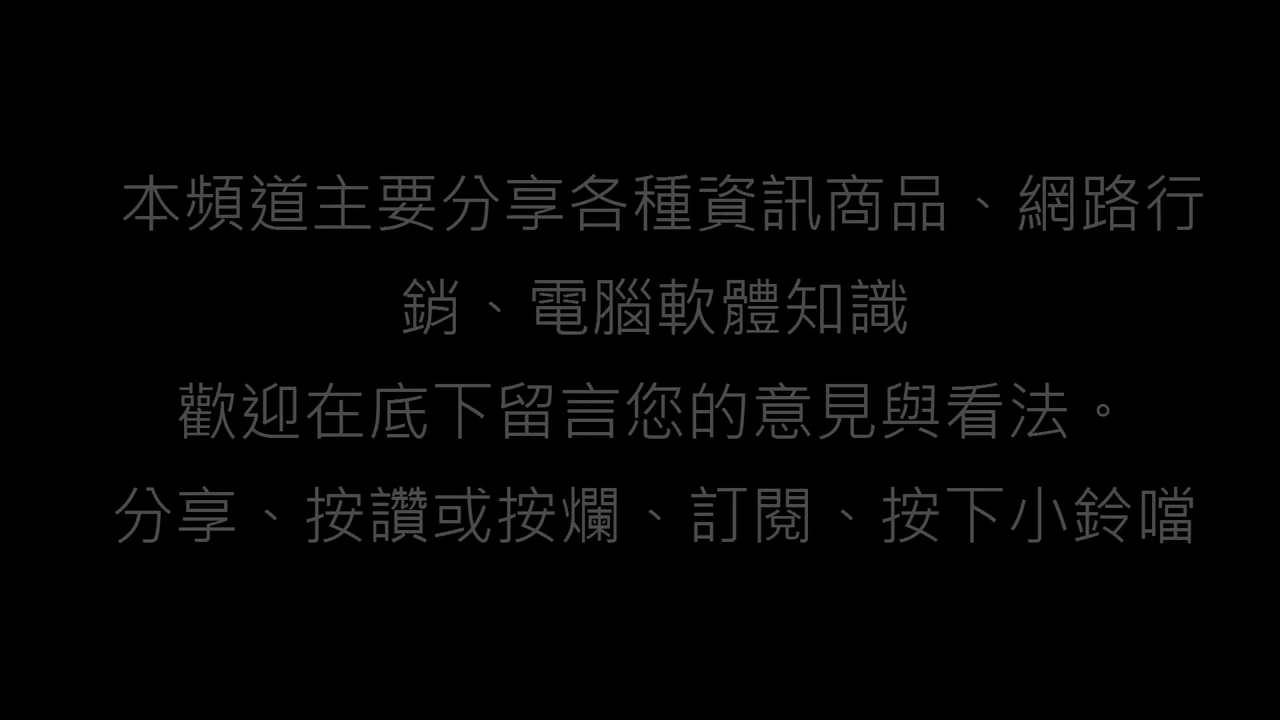 本頻道主要分享各種資訊商品、網路行
銷、電腦軟體知識
歡迎在底下留言您的意見與看法。
分享、按讚或按爛、訂閱、按下小鈴噹